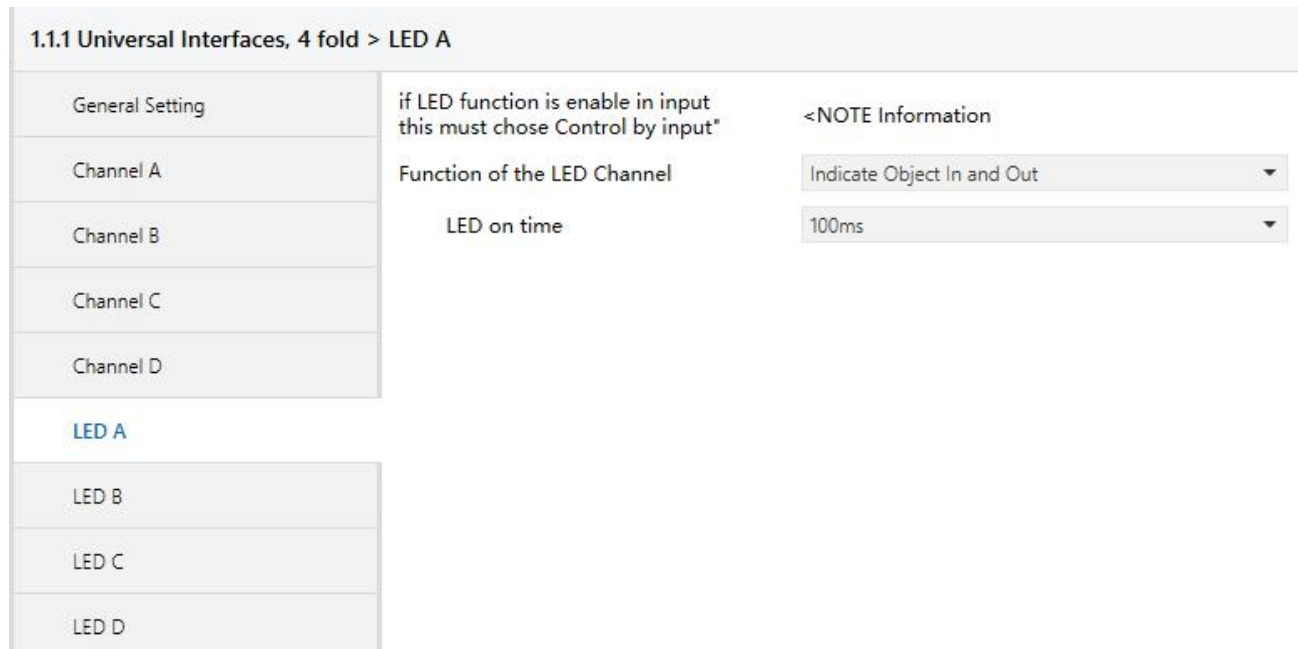 1.1.1 Universal Interfaces, 4 fold > LED A
General Setting
Channel A
Channel B
Channel C
Channel D
LED A
LED B
LED C
LED D
if LED function is enable in input
this must chose Control by input"
<NOTE Information
Function of the LED Channel
Indicate Object In and Out
LED on time
100ms